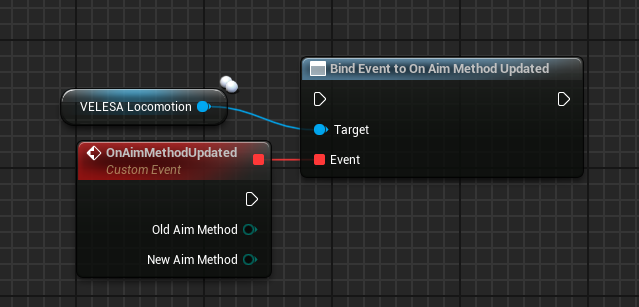 Bind Event to On Aim Method Updated
VELESA Locomotion
Target
OnAimMethodUpdated
Event
Custom Event
Old Aim Method
New Aim Method